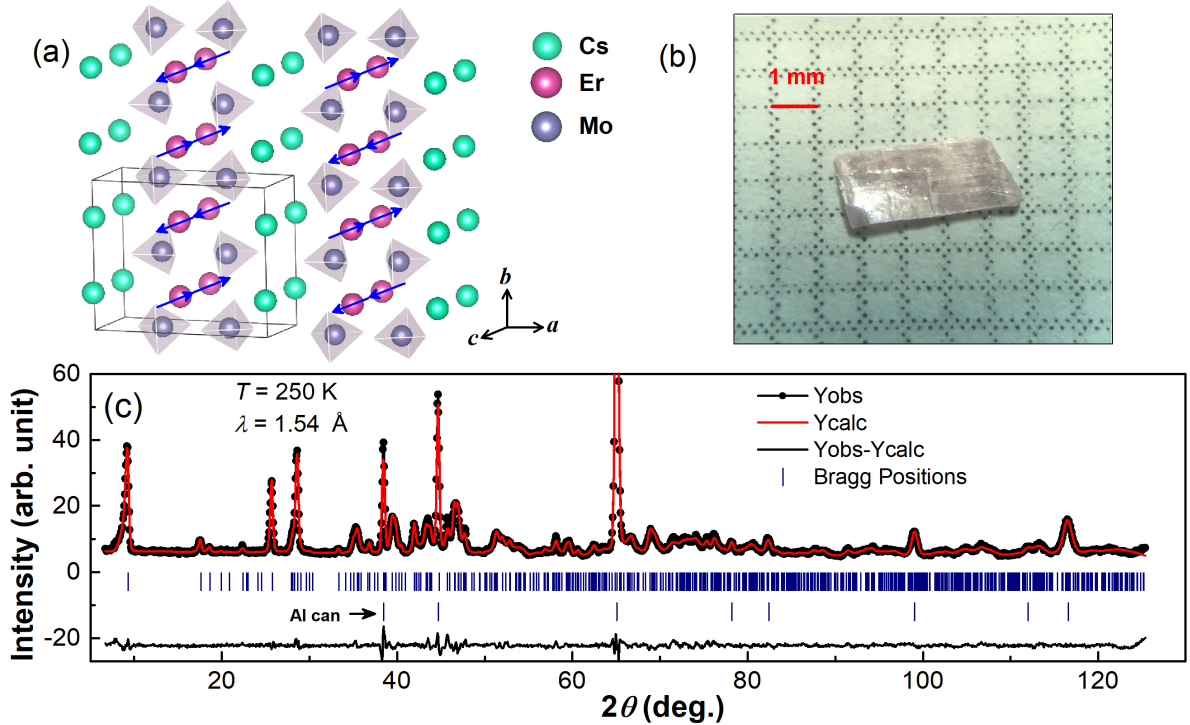 (a)
Cs
Er
Mo
b
a
c
(b)
1 mm
(c)
T = 250 K
λ = 1.54 Å
Yobs
Ycalc
Yobs-Ycalc
Bragg Positions
Al can
Intensity (arb. unit)
60
40
20
0
-20
20
40
60
80
100
120
2θ (deg.)